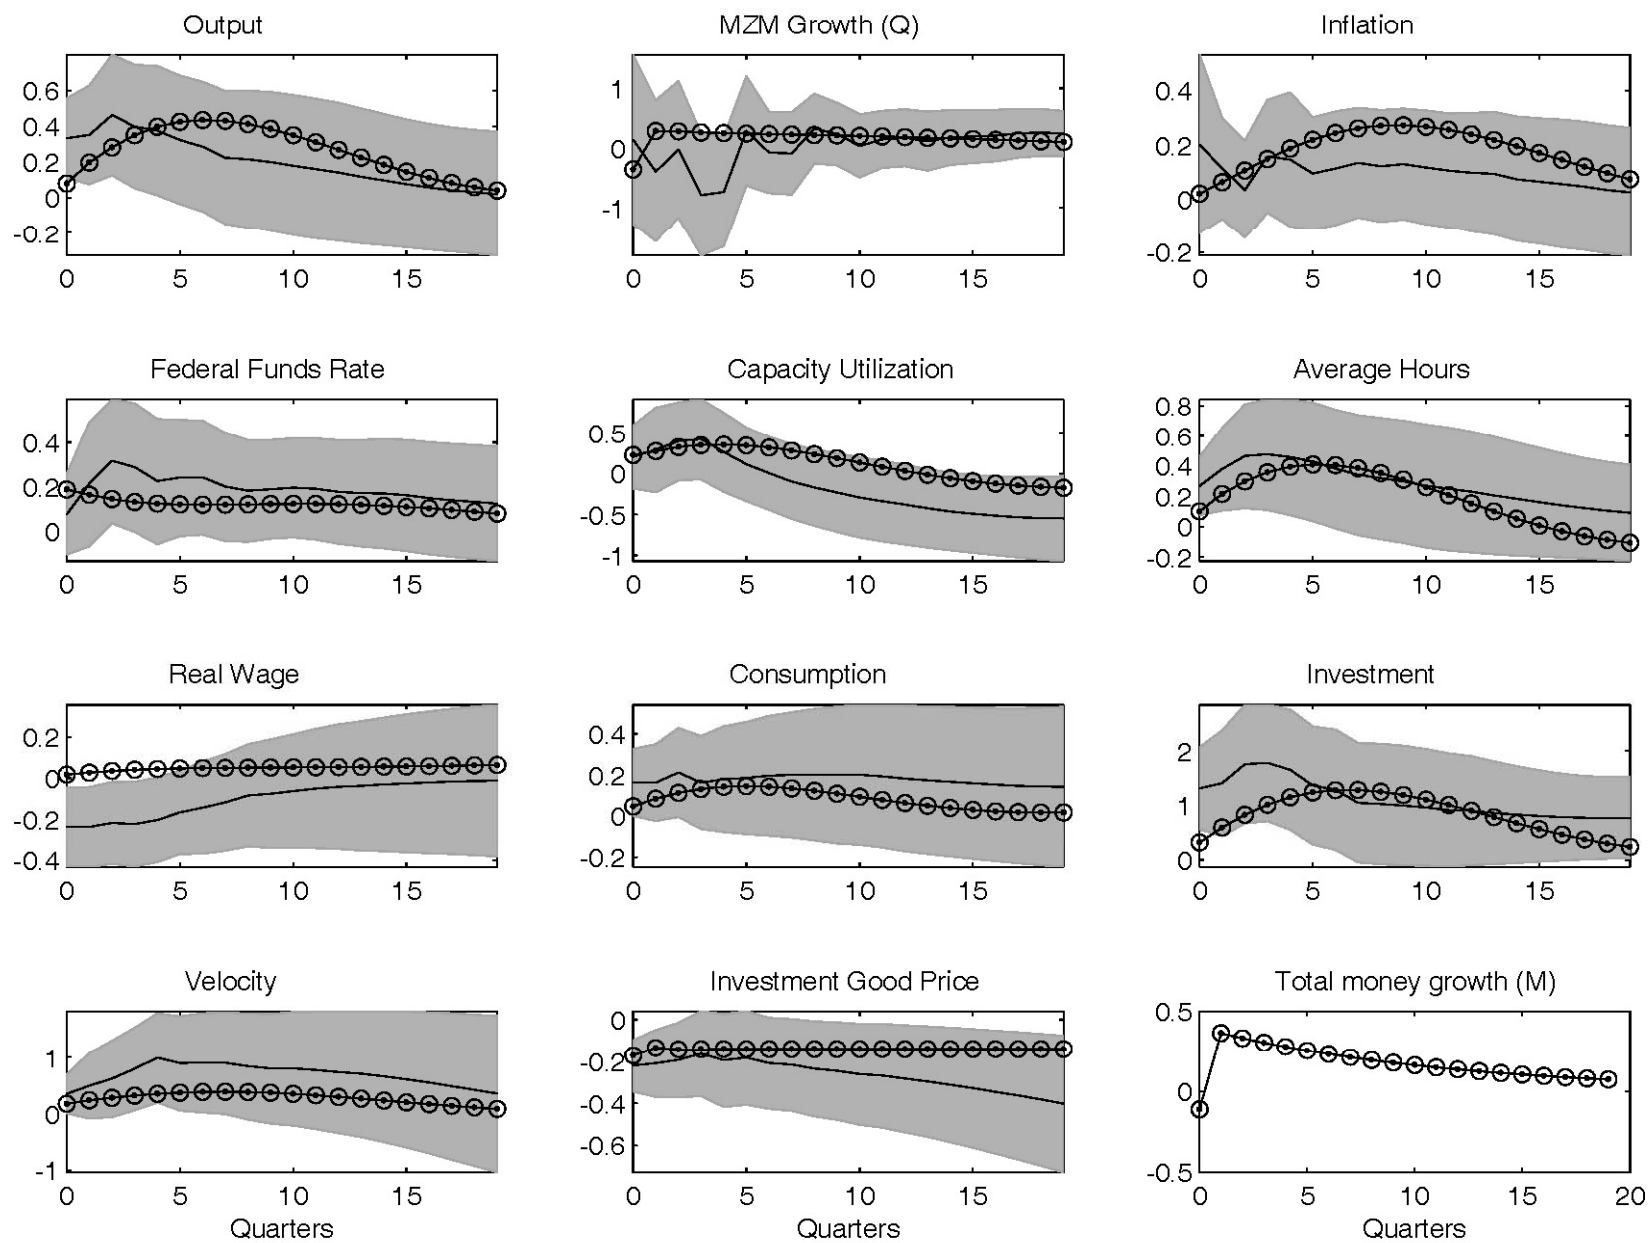 Output
MZM Growth (Q)
Inflation
0.6
0.4
0.2
0
-0.2
0 5 10 15
1
0
-1
0 5 10 15
0.4
0.2
0
-0.2
0 5 10 15
Federal Funds Rate
Capacity Utilization
Average Hours
0.4
0.2
0
0 5 10 15
0.5
0
-0.5
-1
0 5 10 15
0.8
0.6
0.4
0.2
0
-0.2
0 5 10 15
Real Wage
Consumption
Investment
0.2
0
-0.2
-0.4
0 5 10 15
0.4
0.2
0
-0.2
0 5 10 15
2
1
0
0 5 10 15
Velocity
Investment Good Price
Total money growth (M)
1
0
-1
0 5 10 15
Quarters
0
-0.2
-0.4
-0.6
0 5 10 15
Quarters
0.5
0
-0.5
0 5 10 15 20
Quarters